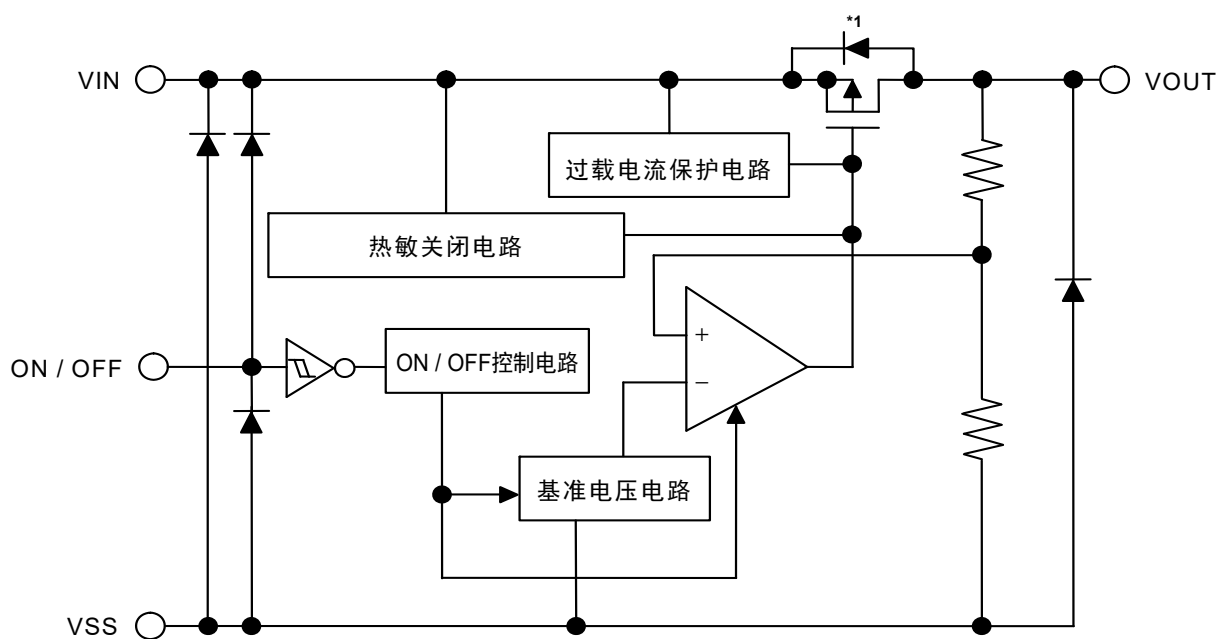 *1
VIN
VOUT
过载电流保护电路
热敏关闭电路
+
ON / OFF
ON / OFF控制电路
−
基准电压电路
VSS